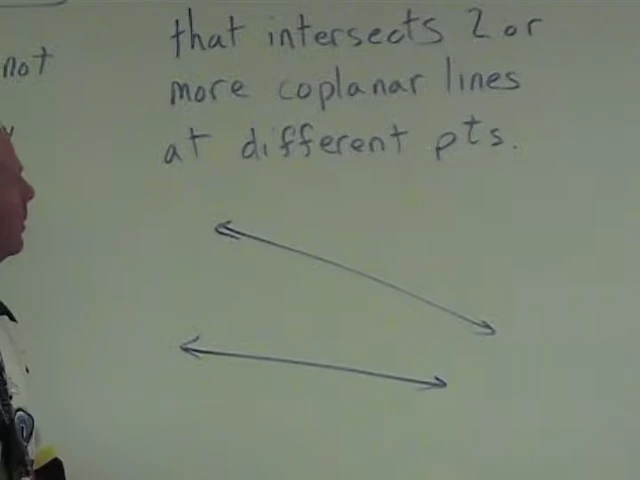 that intersects 2 or
not
more coplanar lines
at different pts.